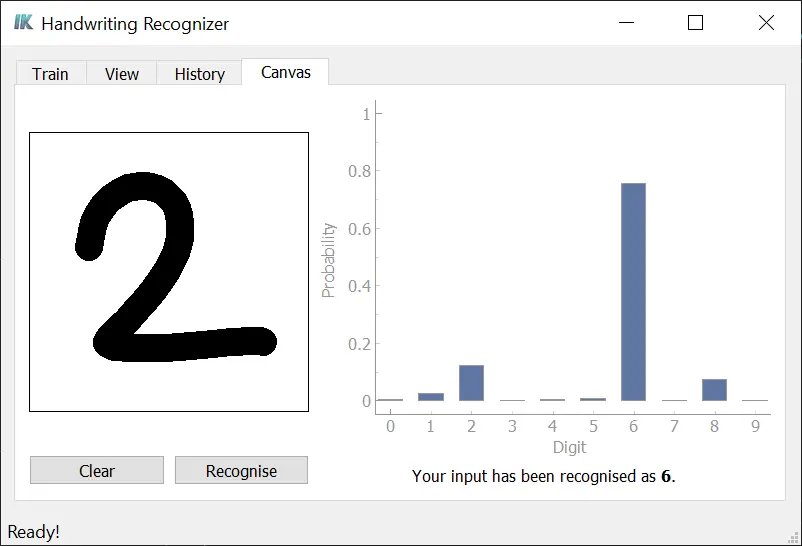 IK Handwriting Recognizer
Train View History Canvas
2
Probability
1
0.8
0.6
0.4
0.2
0
0 1 2 3 4 5 6 7 8 9
Digit
Clear Recognise
Your input has been recognised as 6.
Ready!